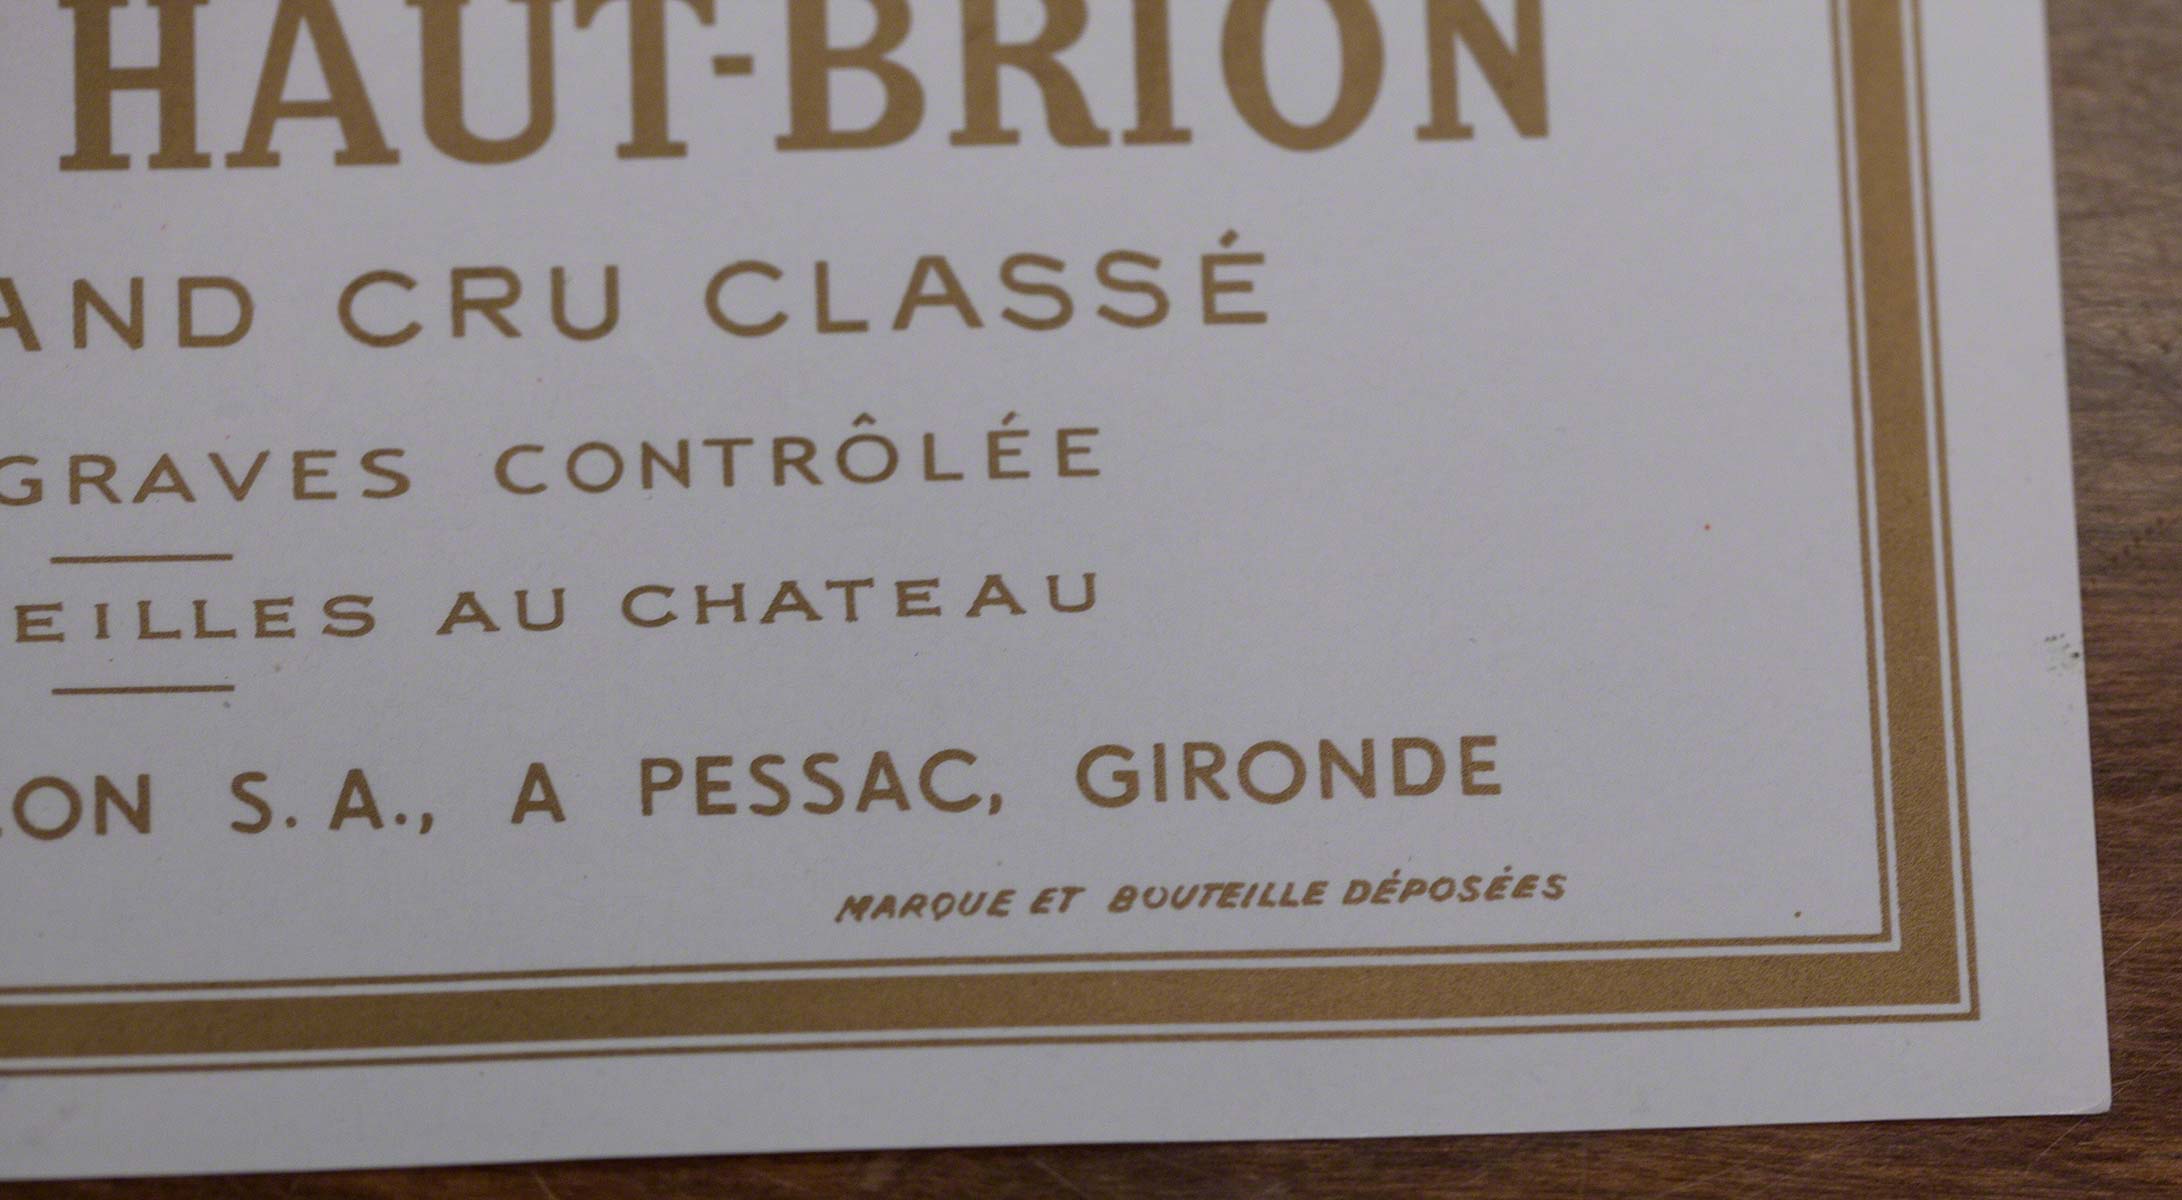 HAUT-BRION
AND CRU CLASSÉ
GRAVES CONTRÔLÉE
EILLES AU CHATEAU
ON S.A., A PESSAC, GIRONDE
MARQUE ET BOUTEILLE DÉPOSÉES